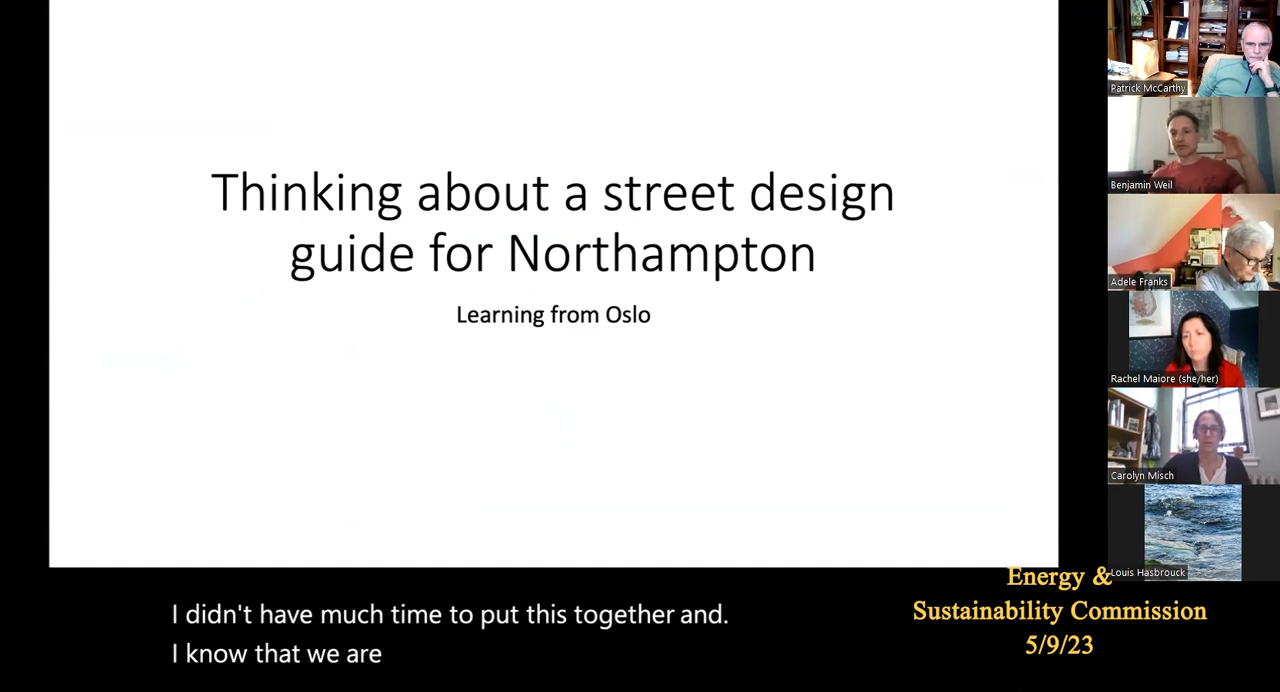 Thinking about a street design
guide for Northampton
Learning from Oslo
Patrick McCarthy
Benjamin Weil
Adele Franks
Rachel Maiore (she/her)
Carolyn Misch
Louis Hasbrouck
I didn't have much time to put this together and.
I know that we are
Energy &
Sustainability Commission
5/9/23